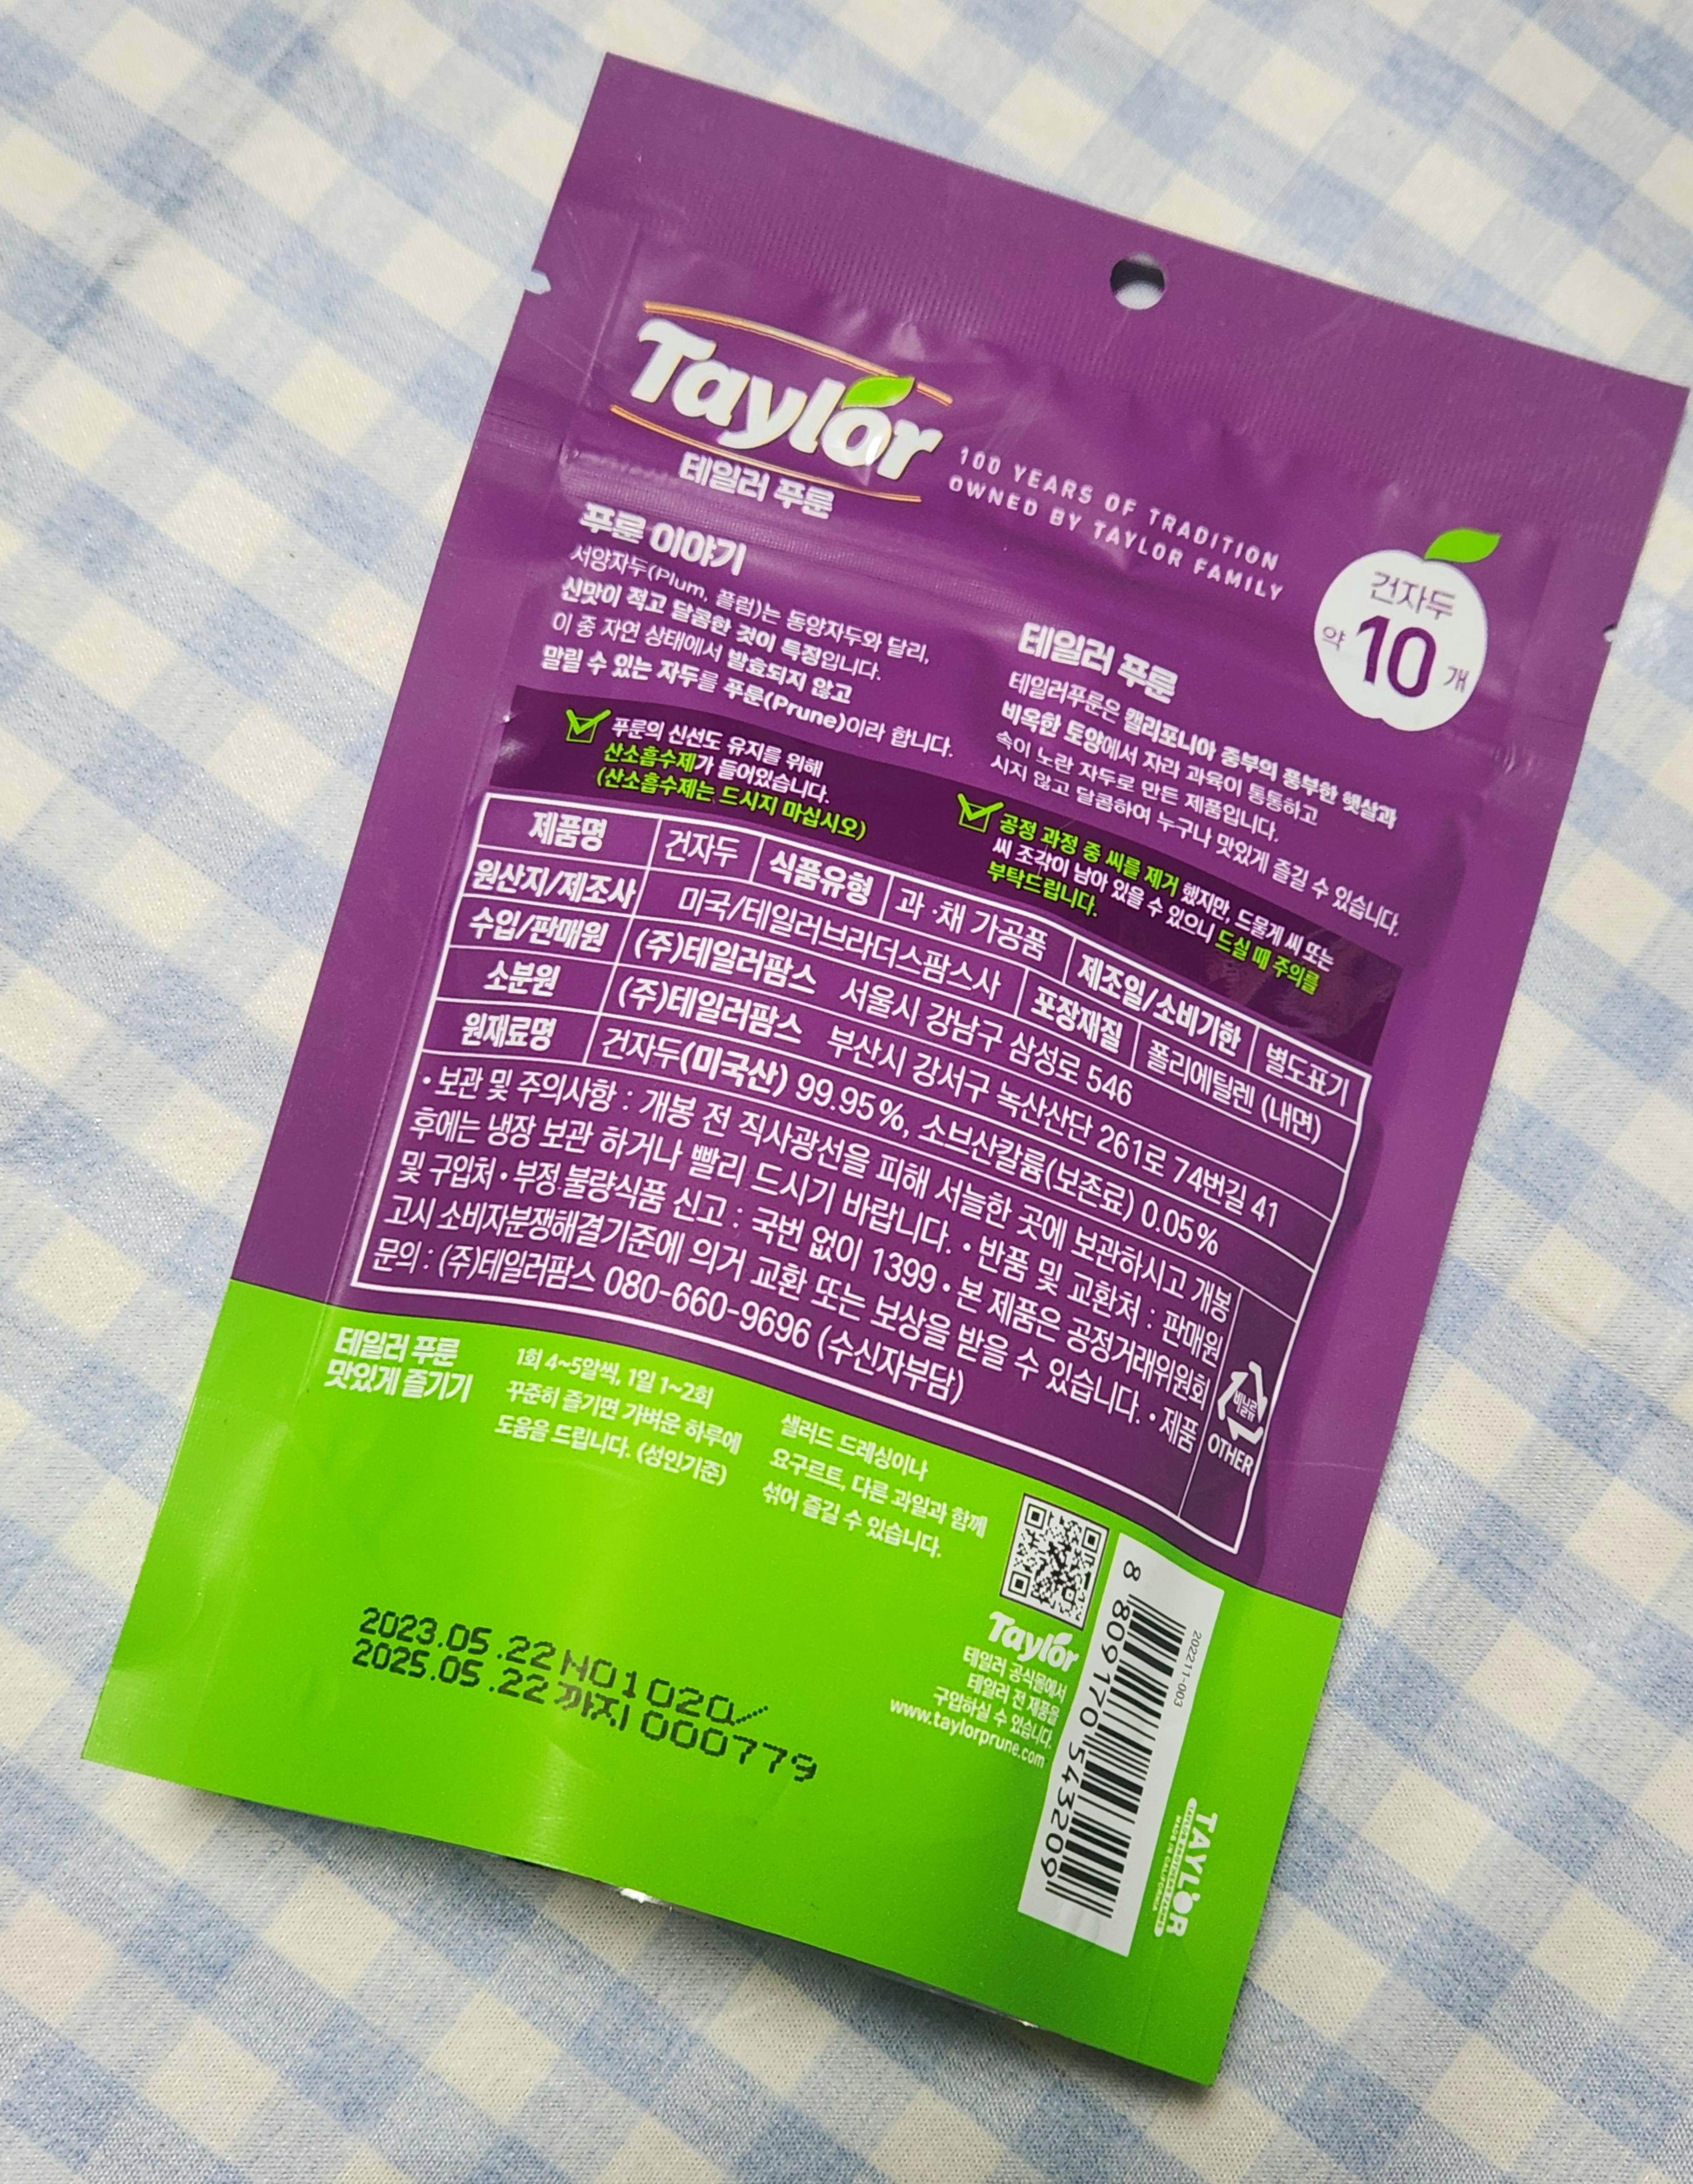 Taylor
테일러 푸룬
100 YEARS OF TRADITION
OWNED BY TAYLOR FAMILY
건자두
약 10 개
푸룬 이야기
서양자두(Plum, 플럼)는 동양자두와 달리,
신맛이 적고 달콤한 것이 특징입니다.
이 중 자연 상태에서 발효되지 않고
말릴 수 있는 자두를 푸룬(Prune)이라 합니다.
테일러 푸룬
테일러푸룬은 캘리포니아 중부의 풍부한 햇살과
비옥한 토양에서 자라 과육이 통통하고
속이 노란 자두로 만든 제품입니다.
시지 않고 달콤하여 누구나 맛있게 즐길 수 있습니다.
푸룬의 신선도 유지를 위해
산소흡수제가 들어있습니다.
(산소흡수제는 드시지 마십시오)
공정 과정 중 씨를 제거 했지만, 드물게 씨 또는
씨 조각이 남아 있을 수 있으니 드실 때 주의를
부탁드립니다.
제품명 건자두 식품유형 과·채 가공품 제조일/소비기한 별도표기
원산지/제조사 미국/테일러브라더스팜스사 포장재질 폴리에틸렌 (내면)
수입/판매원 (주)테일러팜스 서울시 강남구 삼성로 546
소분원 (주)테일러팜스 부산시 강서구 녹산산단 261로 74번길 41
원재료명 건자두(미국산) 99.95%, 소브산칼륨(보존료) 0.05%
• 보관 및 주의사항 : 개봉 전 직사광선을 피해 서늘한 곳에 보관하시고 개봉
후에는 냉장 보관 하거나 빨리 드시기 바랍니다. • 반품 및 교환처 : 판매원
및 구입처 • 부정.불량식품 신고 : 국번 없이 1399 • 본 제품은 공정거래위원회
고시 소비자분쟁해결기준에 의거 교환 또는 보상을 받을 수 있습니다. • 제품
문의 : (주)테일러팜스 080-660-9696 (수신자부담)
비닐류
OTHER
테일러 푸룬
맛있게 즐기기
1회 4~5알씩, 1일 1~2회
꾸준히 즐기면 가벼운 하루에
도움을 드립니다. (성인기준)
샐러드 드레싱이나
요구르트, 다른 과일과 함께
섞어 즐길 수 있습니다.
Taylor
테일러 공식몰에서
테일러 전 제품을
구입하실 수 있습니다.
www.taylorprune.com
2023.05.22 NO1020/
2025.05.22 까지 000779
8 809170 543209
202211-003
TAYLOR
TAYLOR BROTHERS FARMS
MADE IN CALIFORNIA